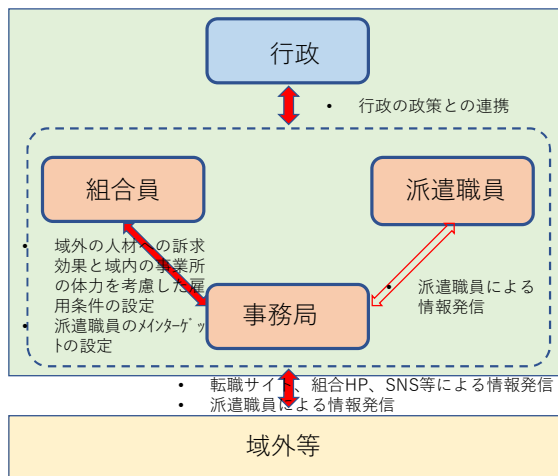 行政
• 行政の政策との連携
組合員
派遣職員
• 域外の人材への訴求
効果と域内の事業所
の体力を考慮した雇
用条件の設定
• 派遣職員のﾒｲﾝﾀｰｹﾞｯ
トの設定
• 派遣職員による
情報発信
事務局
• 転職サイト、組合HP、SNS等による情報発信
• 派遣職員による情報発信
域外等